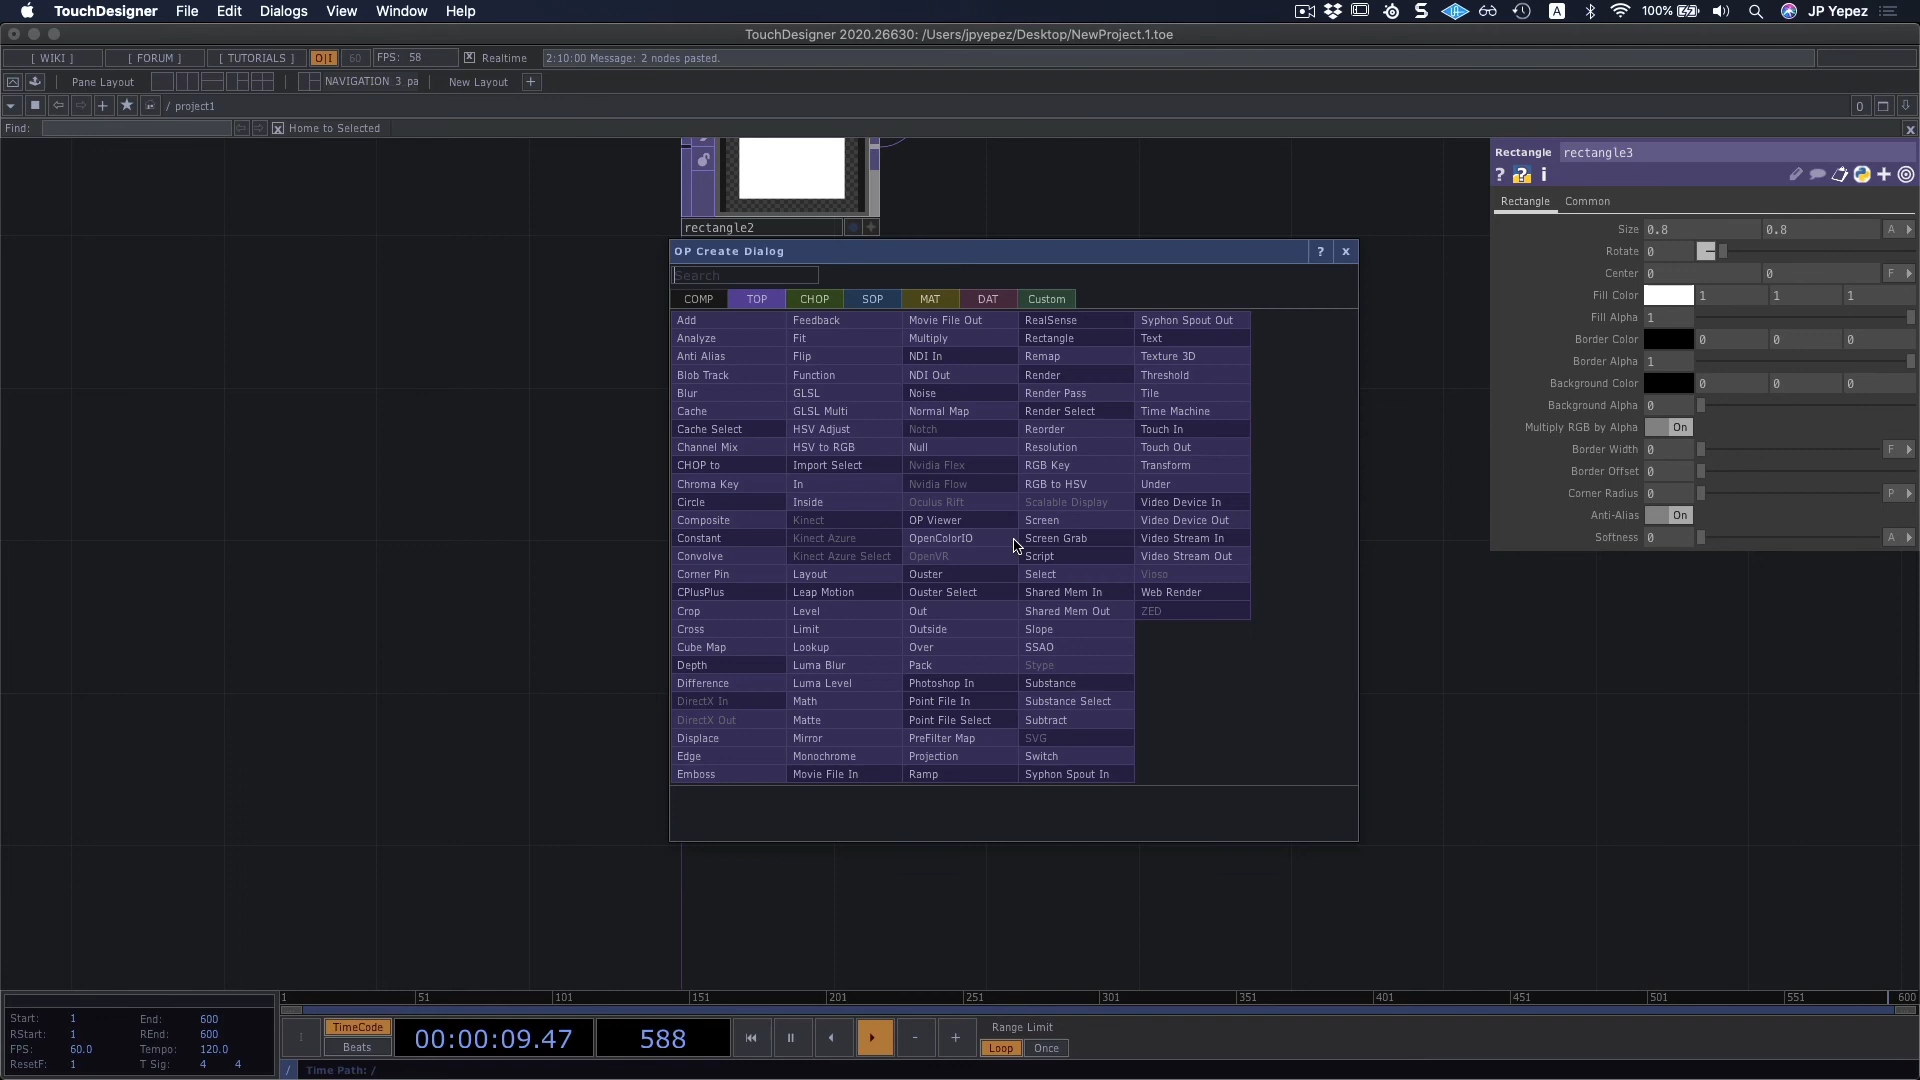 TouchDesigner File Edit Dialogs View Window Help 100% JP Yepez
TouchDesigner 2020.26630: /Users/jpyepez/Desktop/NewProject.1.toe
[ WIKI ] [ FORUM ] [ TUTORIALS ] O|I 60 FPS: 58 Realtime 2:10:00 Message: 2 nodes pasted.
Pane Layout NAVIGATION 3 pa New Layout +
/ project1 0
Find: Home to Selected x
Rectangle rectangle3
? ? i
Rectangle Common
Size 0.8 0.8 A
Rotate 0
Center 0 0 F
Fill Color 1 1 1
Fill Alpha 1
Border Color 0 0 0
Border Alpha 1
Background Color 0 0 0
Background Alpha 0
Multiply RGB by Alpha On
Border Width 0 F
Border Offset 0
Corner Radius 0 P
Anti-Alias On
Softness 0 A
rectangle2
OP Create Dialog ? x
Search
COMP TOP CHOP SOP MAT DAT Custom
Add Feedback Movie File Out RealSense Syphon Spout Out
Analyze Fit Multiply Rectangle Text
Anti Alias Flip NDI In Remap Texture 3D
Blob Track Function NDI Out Render Threshold
Blur GLSL Noise Render Pass Tile
Cache GLSL Multi Normal Map Render Select Time Machine
Cache Select HSV Adjust Notch Reorder Touch In
Channel Mix HSV to RGB Null Resolution Touch Out
CHOP to Import Select Nvidia Flex RGB Key Transform
Chroma Key In Nvidia Flow RGB to HSV Under
Circle Inside Oculus Rift Scalable Display Video Device In
Composite Kinect OP Viewer Screen Video Device Out
Constant Kinect Azure OpenColorIO Screen Grab Video Stream In
Convolve Kinect Azure Select OpenVR Script Video Stream Out
Corner Pin Layout Ouster Select Vioso
CPlusPlus Leap Motion Ouster Select Shared Mem In Web Render
Crop Level Out Shared Mem Out ZED
Cross Limit Outside Slope
Cube Map Lookup Over SSAO
Depth Luma Blur Pack Stype
Difference Luma Level Photoshop In Substance
DirectX In Math Point File In Substance Select
DirectX Out Matte Point File Select Subtract
Displace Mirror PreFilter Map SVG
Edge Monochrome Projection Switch
Emboss Movie File In Ramp Syphon Spout In
1 51 101 151 201 251 301 351 401 451 501 551 600
Start: 1 End: 600
RStart: 1 REnd: 600
FPS: 60.0 Tempo: 120.0
ResetF: 1 T Sig: 4 4
TimeCode
Beats
00:00:09.47 588 - +
Range Limit
Loop Once
/ Time Path: /